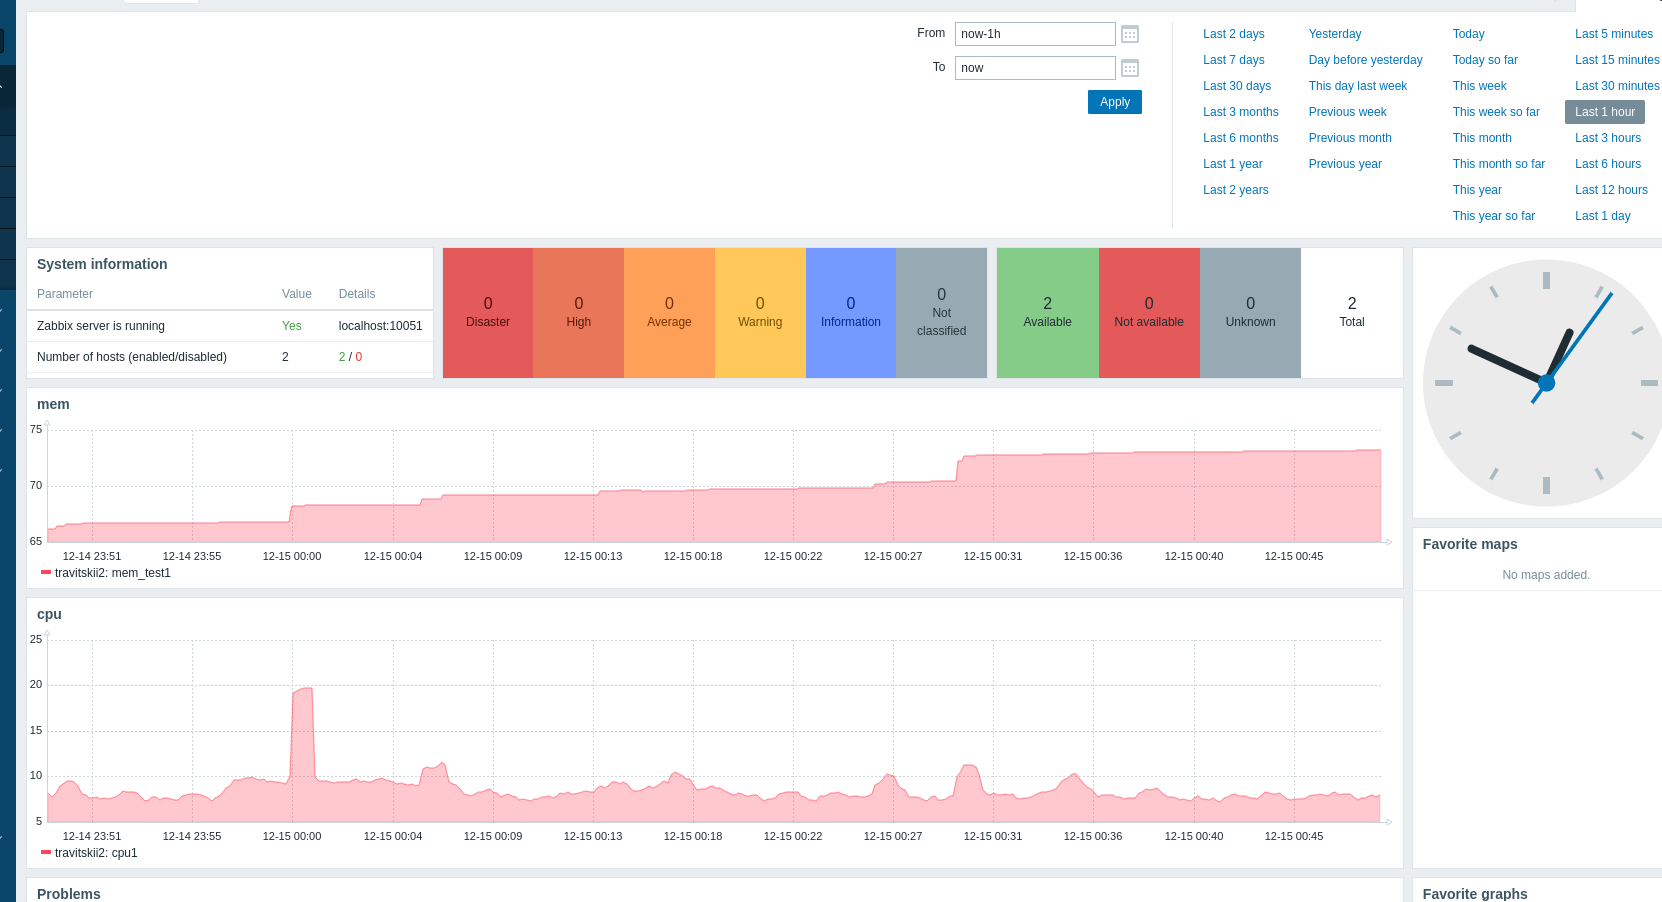 From
now-1h
To
now
Apply
Last 2 days
Yesterday
Today
Last 5 minutes
Last 7 days
Day before yesterday
Today so far
Last 15 minutes
Last 30 days
This day last week
This week
Last 30 minutes
Last 3 months
Previous week
This week so far
Last 1 hour
Last 6 months
Previous month
This month
Last 3 hours
Last 1 year
Previous year
This month so far
Last 6 hours
Last 2 years
This year
Last 12 hours
This year so far
Last 1 day
System information
Parameter Value Details
Zabbix server is running Yes localhost:10051
Number of hosts (enabled/disabled) 2 2 / 0
0
Disaster
0
High
0
Average
0
Warning
0
Information
0
Not
classified
2
Available
0
Not available
0
Unknown
2
Total
mem
75
70
65
12-14 23:51 12-14 23:55 12-15 00:00 12-15 00:04 12-15 00:09 12-15 00:13 12-15 00:18 12-15 00:22 12-15 00:27 12-15 00:31 12-15 00:36 12-15 00:40 12-15 00:45
travitskii2: mem_test1
Favorite maps
No maps added.
cpu
25
20
15
10
5
12-14 23:51 12-14 23:55 12-15 00:00 12-15 00:04 12-15 00:09 12-15 00:13 12-15 00:18 12-15 00:22 12-15 00:27 12-15 00:31 12-15 00:36 12-15 00:40 12-15 00:45
travitskii2: cpu1
Problems
Favorite graphs